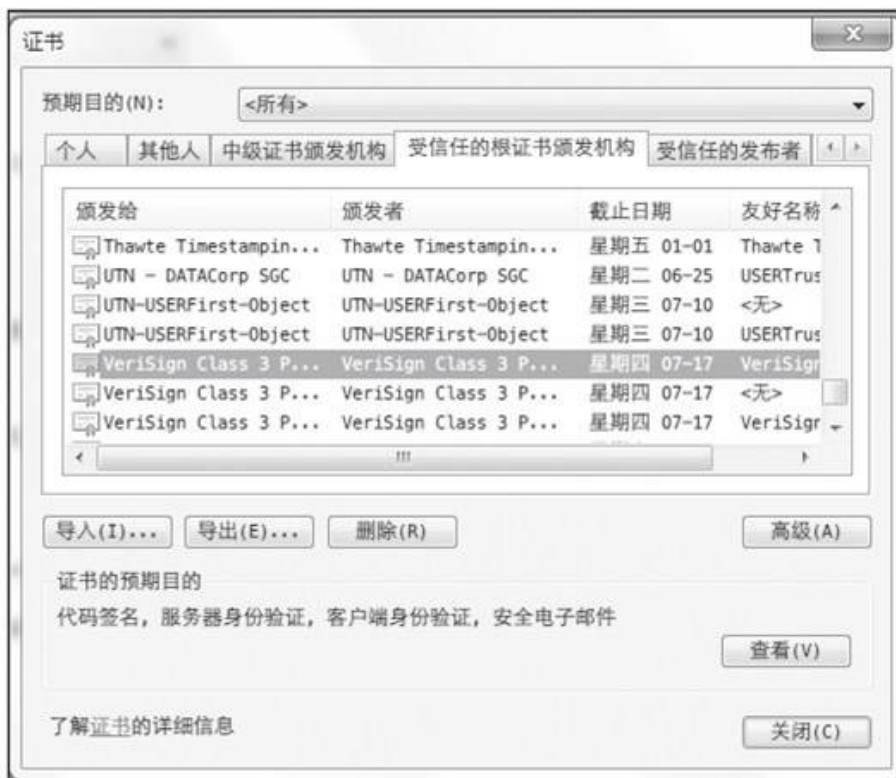 证书
预期目的(N): <所有>
个人 其他人 中级证书颁发机构 受信任的根证书颁发机构 受信任的发布者
颁发给 颁发者 截止日期 友好名称
Thawte Timestampin... Thawte Timestampin... 星期五 01-01 Thawte T
UTN - DATACorp SGC UTN - DATACorp SGC 星期二 06-25 USERTrus
UTN-USERFirst-Object UTN-USERFirst-Object 星期三 07-10 <无>
UTN-USERFirst-Object UTN-USERFirst-Object 星期三 07-10 USERTrus
VeriSign Class 3 P... VeriSign Class 3 P... 星期四 07-17 VeriSign
VeriSign Class 3 P... VeriSign Class 3 P... 星期四 07-17 <无>
VeriSign Class 3 P... VeriSign Class 3 P... 星期四 07-17 VeriSigr
导入(I)... 导出(E)... 删除(R) 高级(A)
证书的预期目的
代码签名, 服务器身份验证, 客户端身份验证, 安全电子邮件
查看(V)
了解证书的详细信息
关闭(C)